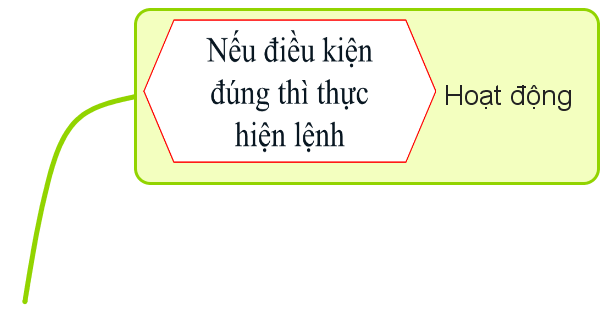 Nếu điều kiện
đúng thì thực
hiện lệnh
Hoạt động